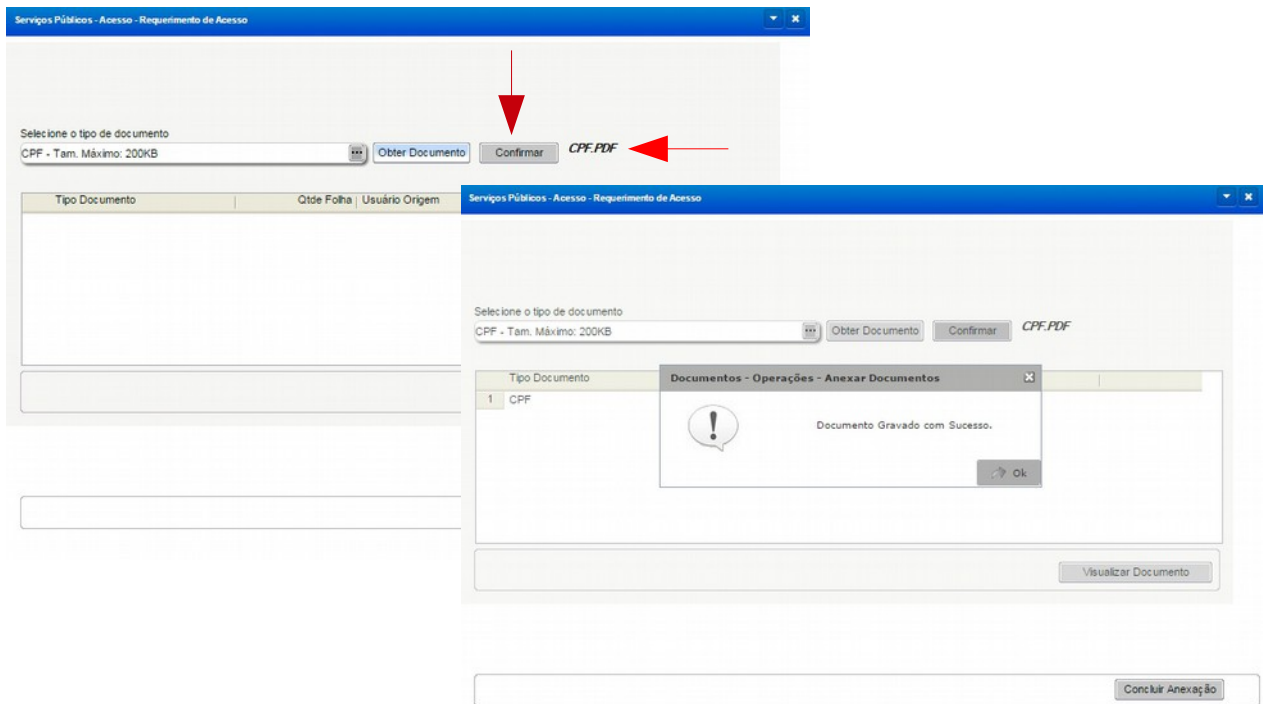 Serviços Públicos - Acesso - Requerimento de Acesso
Selecione o tipo de documento
CPF - Tam. Máximo: 200KB
Obter Documento
Confirmar
CPF.PDF
Tipo Documento
Qtde Folha
Usuário Origem
Serviços Públicos - Acesso - Requerimento de Acesso
Selecione o tipo de documento
CPF - Tam. Máximo: 200KB
Obter Documento
Confirmar
CPF.PDF
Tipo Documento
1 CPF
Documentos - Operações - Anexar Documentos
Documento Gravado com Sucesso.
Ok
Visualizar Documento
Concluir Anexação